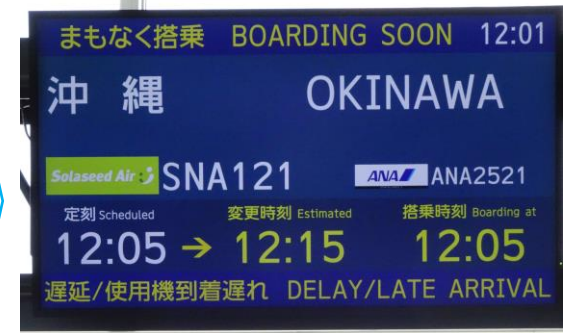 まもなく搭乗 BOARDING SOON 12:01
沖縄 OKINAWA
Solaseed Air SNA121 ANA ANA2521
定刻 Scheduled 変更時刻 Estimated 搭乗時刻 Boarding at
12:05 → 12:15 12:05
遅延/使用機到着遅れ DELAY/LATE ARRIVAL